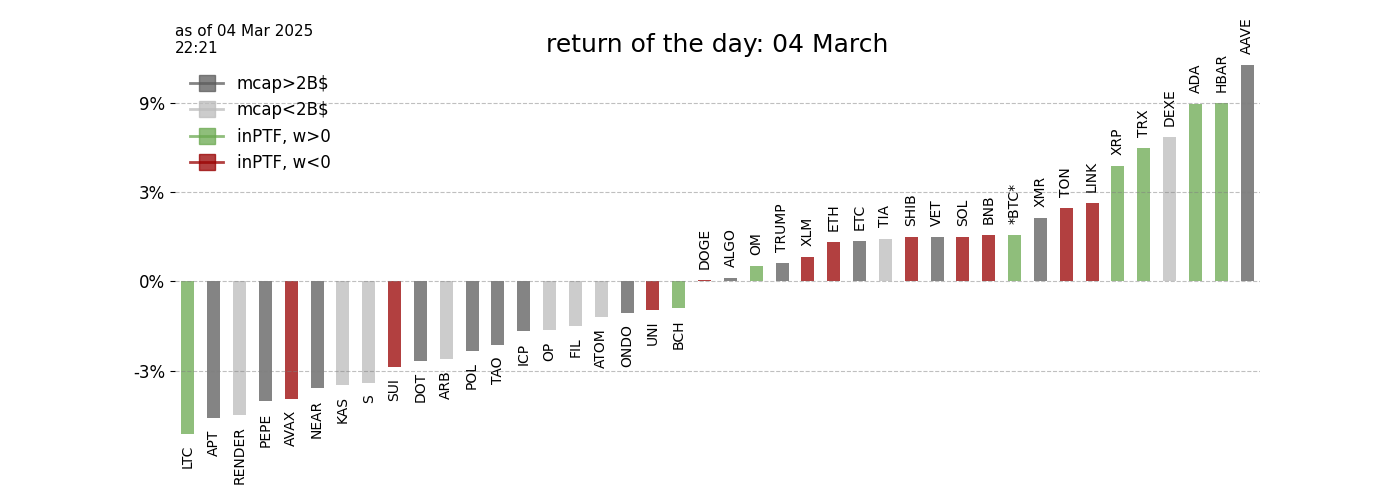 as of 04 Mar 2025
22:21
return of the day: 04 March
mcap>2B$
mcap<2B$
inPTF, w>0
inPTF, w<0
9%
3%
0%
-3%
LTC
APT
RENDER
PEPE
AVAX
NEAR
KAS
S
SUI
DOT
ARB
POL
TAO
ICP
OP
FIL
ATOM
ONDO
UNI
BCH
DOGE
ALGO
OM
TRUMP
XLM
ETH
ETC
TIA
SHIB
VET
SOL
BNB
*BTC*
XMR
TON
LINK
XRP
TRX
DEXE
ADA
HBAR
AAVE